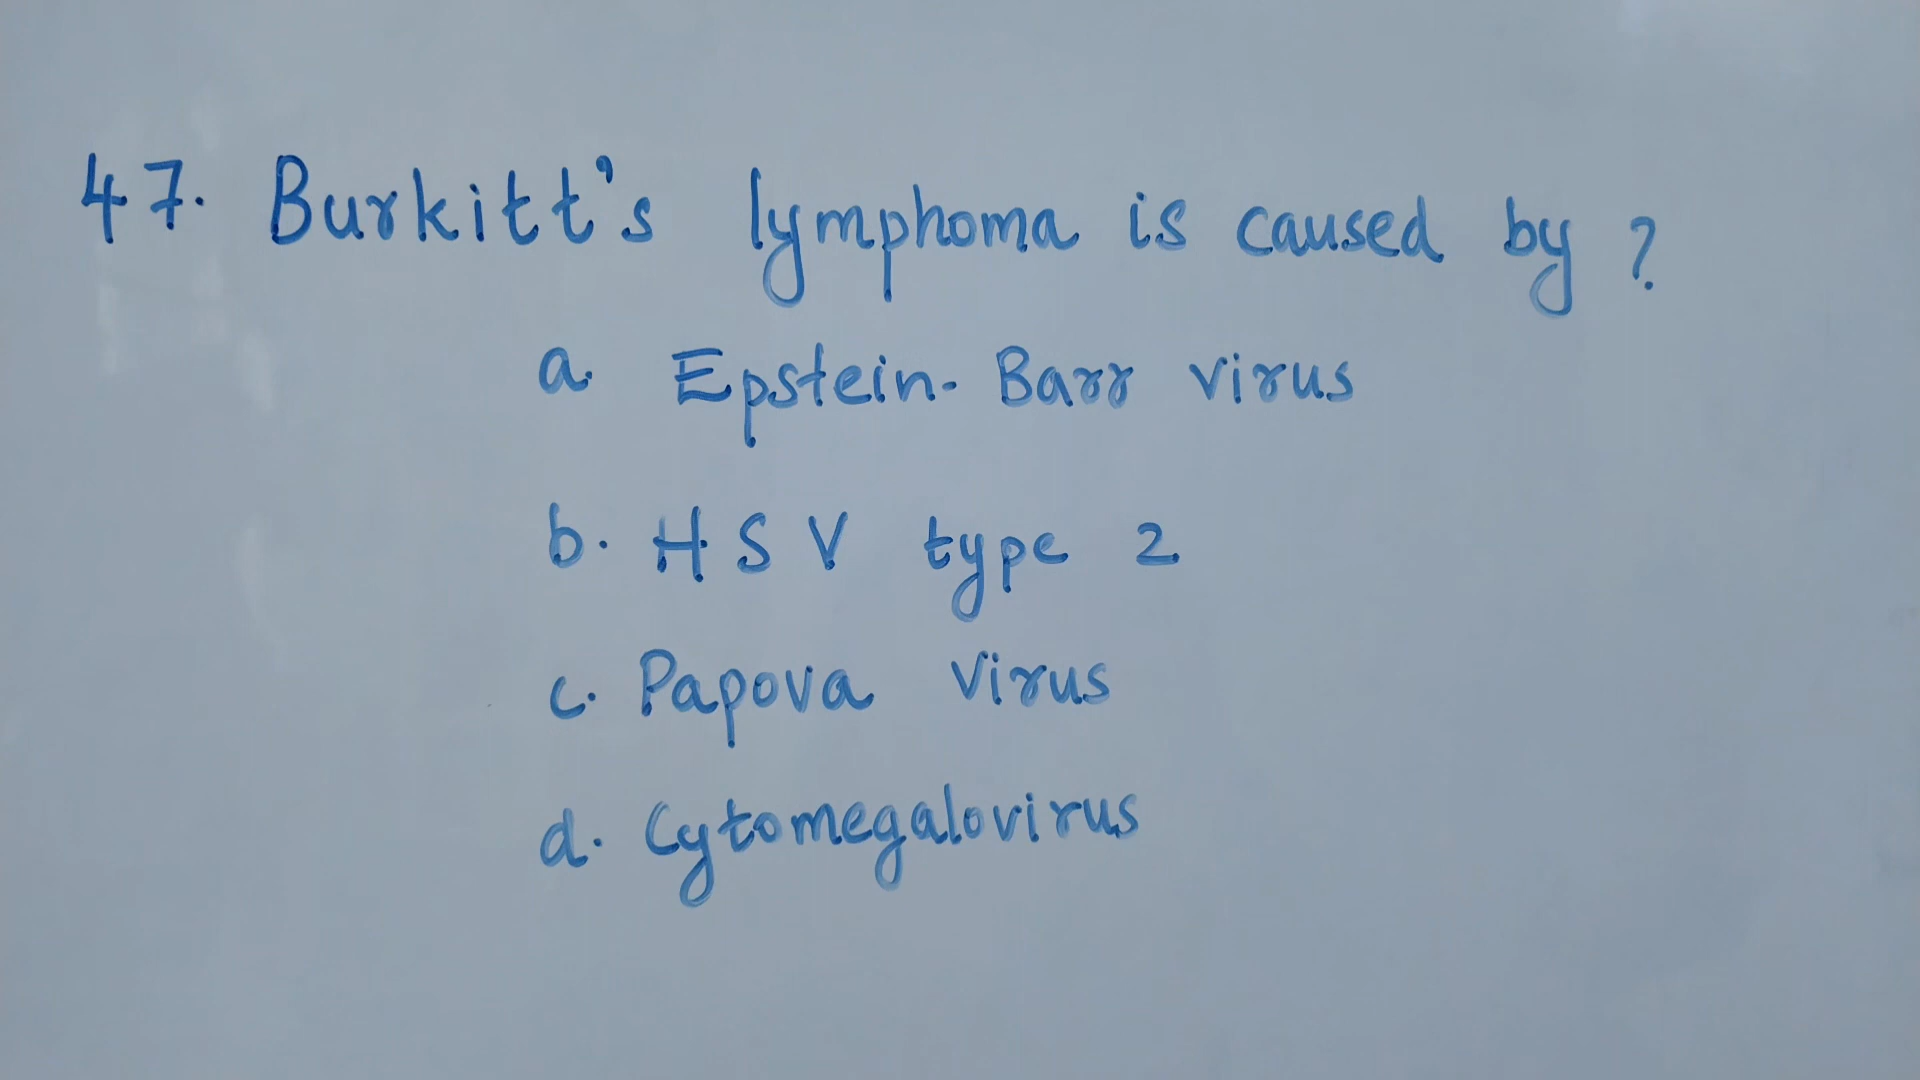 47. Burkitt's lymphoma is caused by ?
a. Epstein-Barr virus
b. HSV type 2
c. Papova Virus
d. Cytomegalovirus